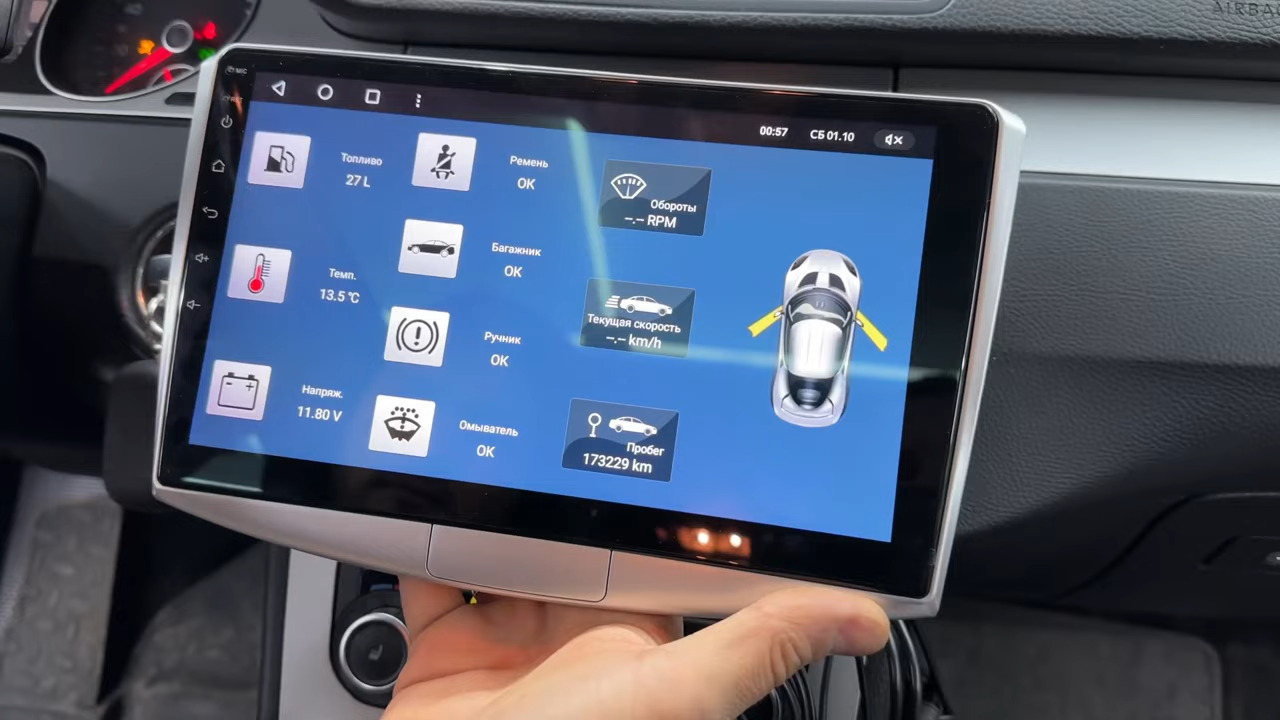 MIC
00:57
СБ 01.10
Топливо
27 L
Ремень
OK
Обороты
–.– RPM
Багажник
OK
Темп.
13.5 °C
Текущая скорость
–.– km/h
Ручник
OK
Напряж.
11.80 V
Омыватель
OK
Пробег
173229 km